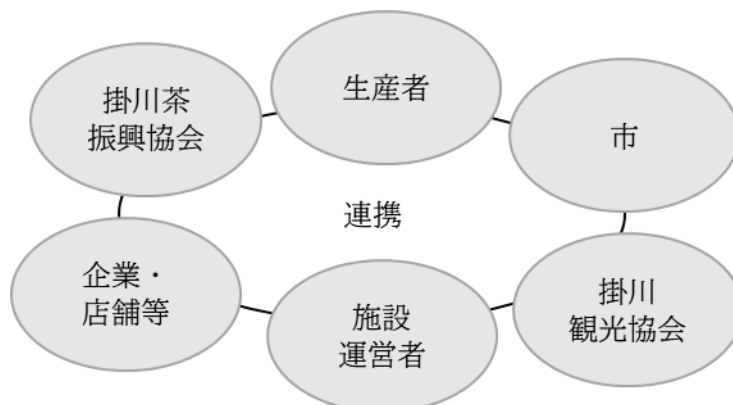 生産者
掛川茶
振興協会
市
連携
企業・
店舗等
掛川
観光協会
施設
運営者